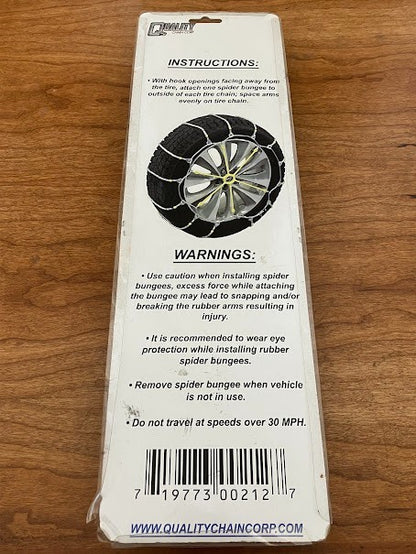 QUALITY
CHAIN CORP
INSTRUCTIONS:
• With hook openings facing away from
the tire, attach one spider bungee to
outside of each tire chain; space arms
evenly on tire chain.
WARNINGS:
• Use caution when installing spider
bungees, excess force while attaching
the bungee may lead to snapping and/or
breaking the rubber arms resulting in
injury.
• It is recommended to wear eye
protection while installing rubber
spider bungees.
• Remove spider bungee when vehicle
is not in use.
• Do not travel at speeds over 30 MPH.
7 19773 00212 7
WWW.QUALITYCHAINCORP.COM